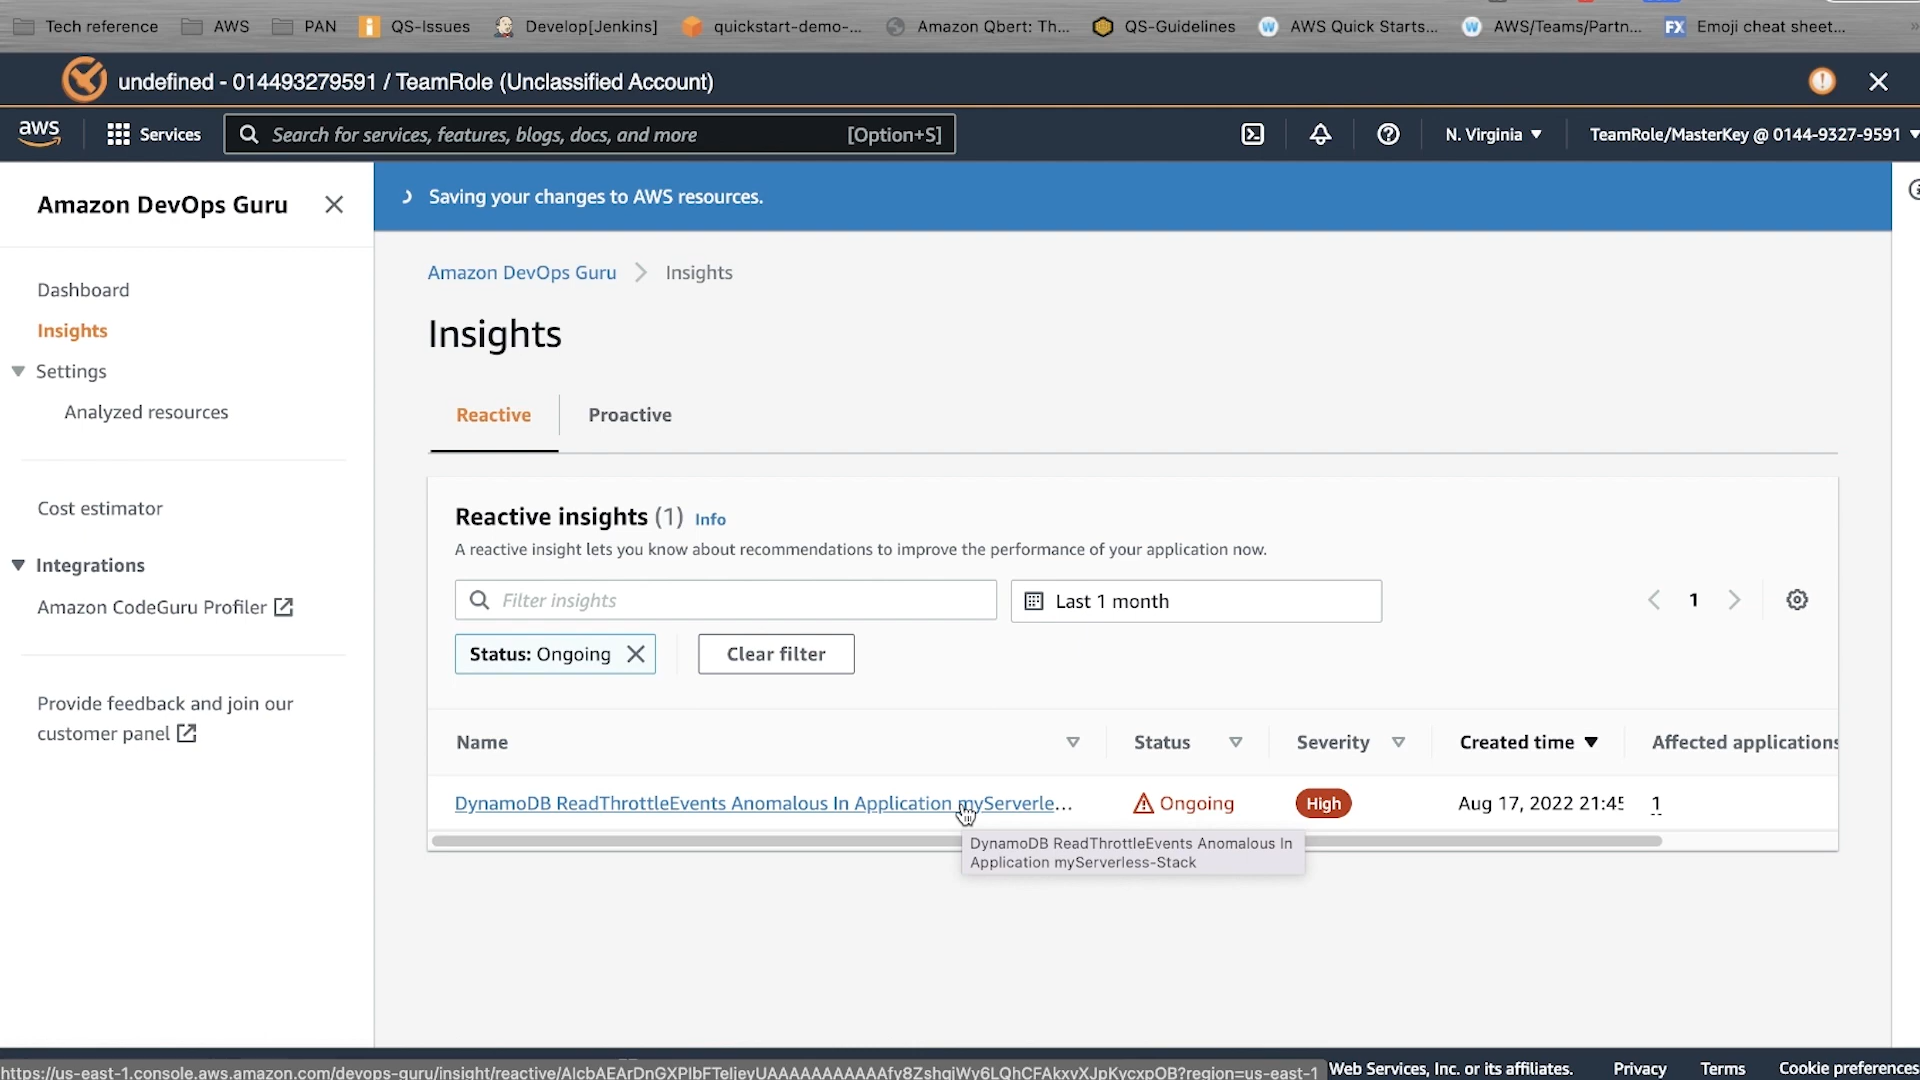 Tech reference AWS PAN QS-Issues Develop[Jenkins] quickstart-demo-... Amazon Qbert: Th... QS-Guidelines AWS Quick Starts... AWS/Teams/Partn... FX Emoji cheat sheet... »
undefined - 014493279591 / TeamRole (Unclassified Account)
aws Services Search for services, features, blogs, docs, and more [Option+S] N. Virginia ▼ TeamRole/MasterKey @ 0144-9327-9591 ▼
Amazon DevOps Guru
Saving your changes to AWS resources.
Dashboard
Insights
Settings
Analyzed resources
Cost estimator
Integrations
Amazon CodeGuru Profiler
Provide feedback and join our
customer panel
Amazon DevOps Guru > Insights
Insights
Reactive Proactive
Reactive insights (1) Info
A reactive insight lets you know about recommendations to improve the performance of your application now.
Filter insights Last 1 month < 1 >
Status: Ongoing Clear filter
Name Status Severity Created time Affected applications
DynamoDB ReadThrottleEvents Anomalous In Application myServerle... Ongoing High Aug 17, 2022 21:45 1
DynamoDB ReadThrottleEvents Anomalous In
Application myServerless-Stack
Web Services, Inc. or its affiliates. Privacy Terms Cookie preferences